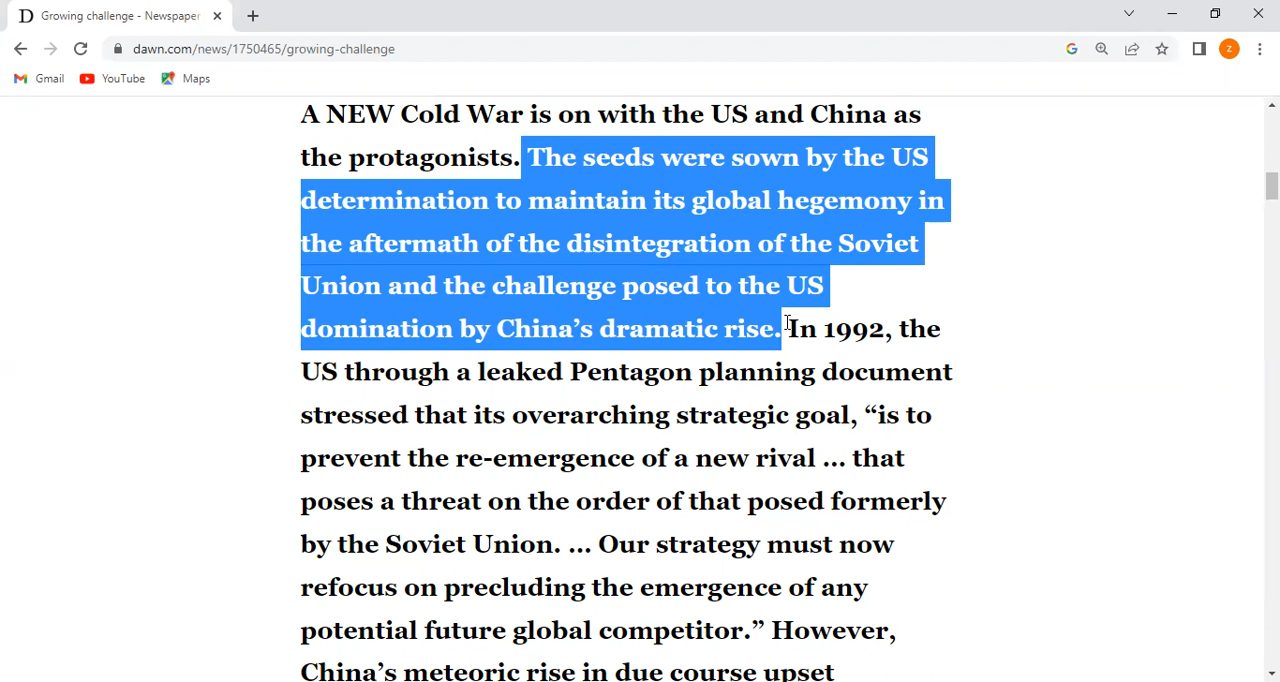 D Growing challenge - Newspaper
dawn.com/news/1750465/growing-challenge
Z
Gmail YouTube Maps
A NEW Cold War is on with the US and China as
the protagonists. The seeds were sown by the US
determination to maintain its global hegemony in
the aftermath of the disintegration of the Soviet
Union and the challenge posed to the US
domination by China’s dramatic rise. In 1992, the
US through a leaked Pentagon planning document
stressed that its overarching strategic goal, “is to
prevent the re-emergence of a new rival ... that
poses a threat on the order of that posed formerly
by the Soviet Union. ... Our strategy must now
refocus on precluding the emergence of any
potential future global competitor.” However,
China’s meteoric rise in due course upset